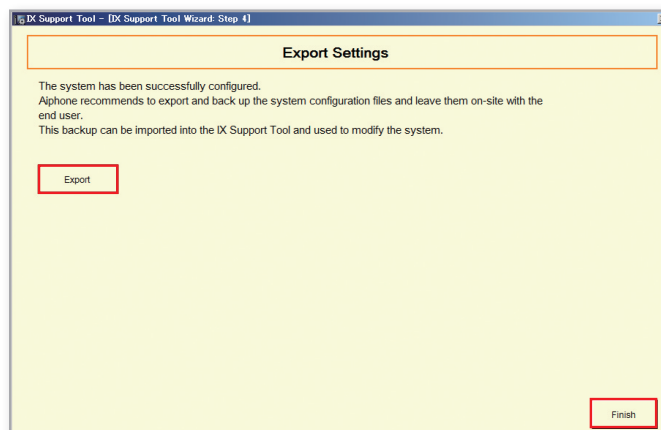 IX Support Tool - [IX Support Tool Wizard: Step 4]
Export Settings
The system has been successfully configured.
Aiphone recommends to export and back up the system configuration files and leave them on-site with the
end user.
This backup can be imported into the IX Support Tool and used to modify the system.
Export
Finish